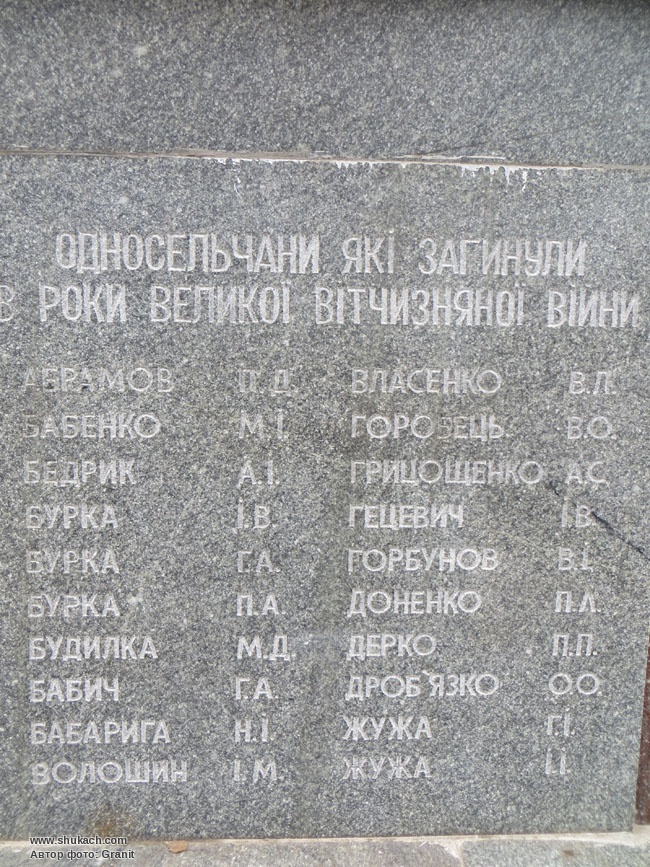 ОДНОСЕЛЬЧАНИ ЯКІ ЗАГИНУЛИ
В РОКИ ВЕЛИКОЇ ВІТЧИЗНЯНОЇ ВІЙНИ
АБРАМОВ П.Д. ВЛАСЕНКО В.Л.
БАБЕНКО М.І. ГОРОБЕЦЬ В.О.
БЕДРИК А.І. ГРИЦОЩЕНКО А.С.
БУРКА І.В. ГЕЦЕВИЧ І.В.
БУРКА Г.А. ГОРБУНОВ В.І.
БУРКА П.А. ДОНЕНКО П.Л.
БУДИЛКА М.Д. ДЕРКО П.П.
БАБИЧ Г.А. ДРОБ'ЯЗКО О.О.
БАБАРИГА Н.І. ЖУЖА Г.І.
ВОЛОШИН І.М. ЖУЖА І.І.
www.shukach.com
Автор фото: Granit